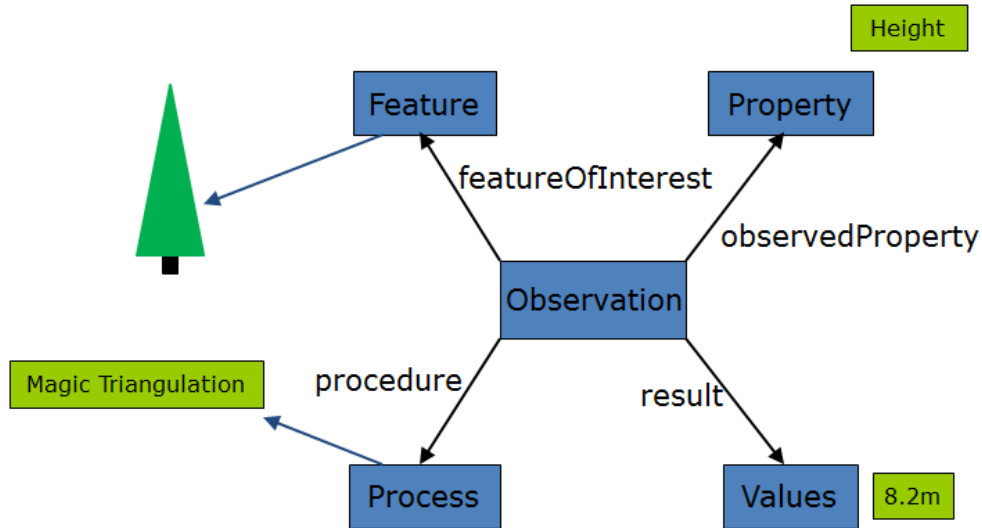 Height
Feature
Property
featureOfInterest
observedProperty
Observation
Magic Triangulation
procedure
result
Process
Values
8.2m